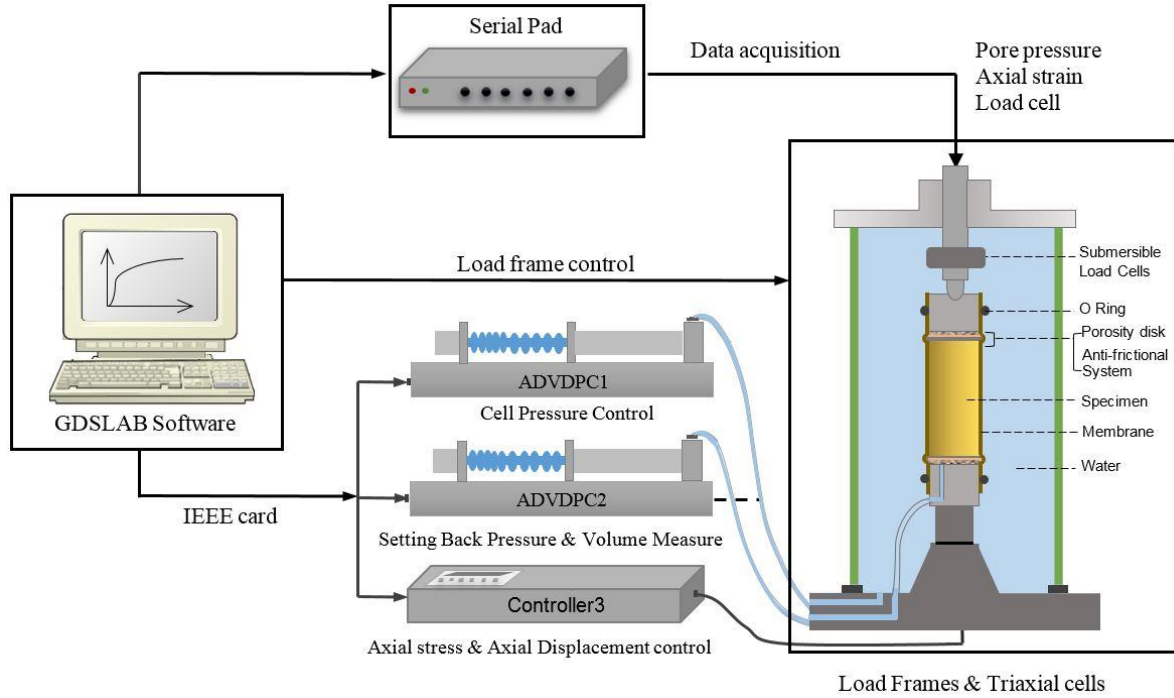 Serial Pad
Data acquisition
Pore pressure
Axial strain
Load cell
GDSLAB Software
Load frame control
ADVDPC1
Cell Pressure Control
ADVDPC2
Setting Back Pressure & Volume Measure
IEEE card
Controller3
Axial stress & Axial Displacement control
Submersible
Load Cells
O Ring
Porosity disk
Anti-frictional
System
Specimen
Membrane
Water
Load Frames & Triaxial cells